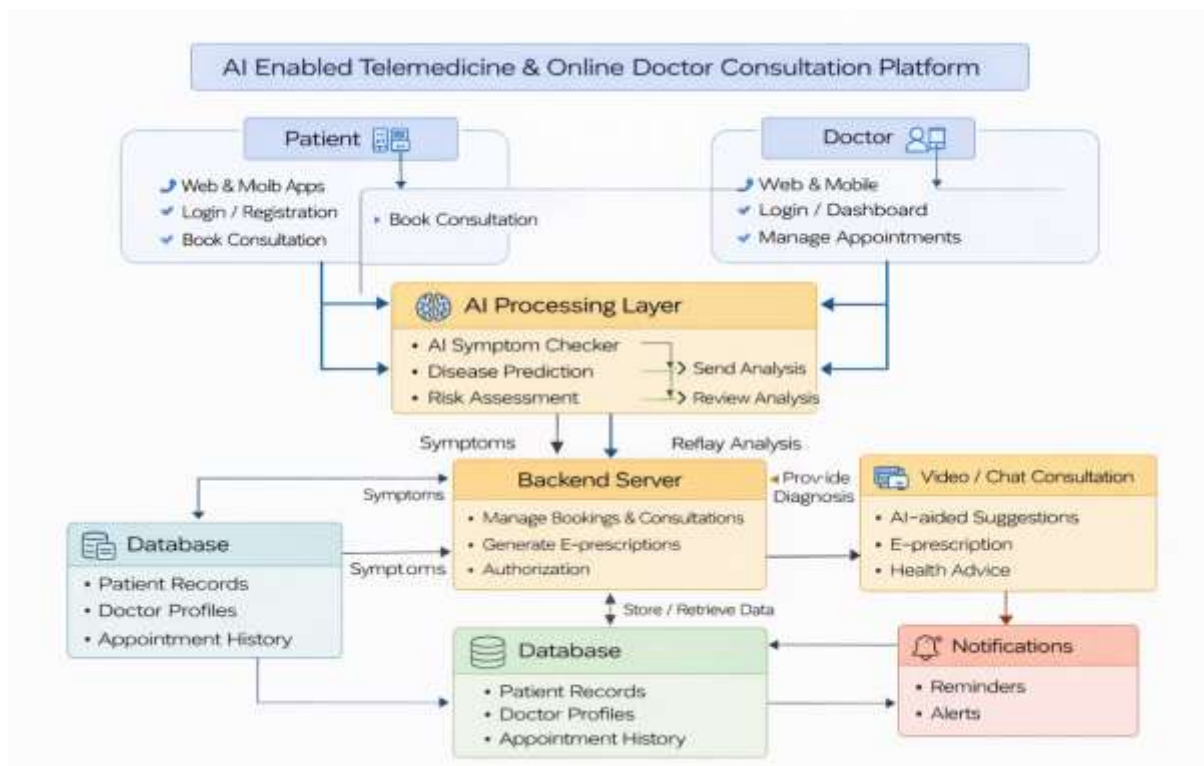 AI Enabled Telemedicine & Online Doctor Consultation Platform
Patient
Web & Molb Apps
Login / Registration
Book Consultation
Book Consultation
Doctor
Web & Mobile
Login / Dashboard
Manage Appointments
AI Processing Layer
AI Symptom Checker
Disease Prediction
Risk Assessment
Send Analysis
Review Analysis
Symptoms
Reflay Analysis
Backend Server
Manage Bookings & Consultations
Generate E-prescriptions
Authorization
Symptoms
Symptoms
Provide
Diagnosis
Video / Chat Consultation
AI-aided Suggestions
E-prescription
Health Advice
Database
Patient Records
Doctor Profiles
Appointment History
Store / Retrieve Data
Database
Patient Records
Doctor Profiles
Appointment History
Notifications
Reminders
Alerts